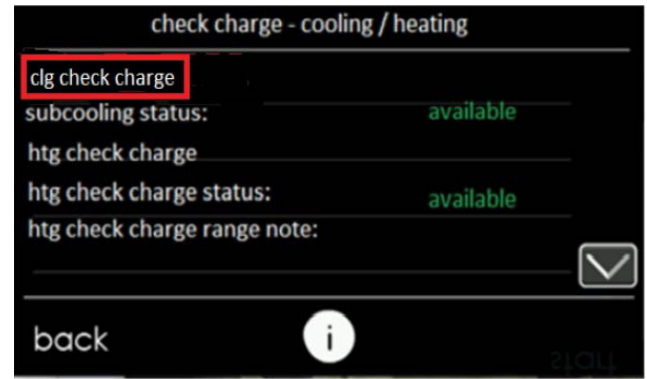 check charge - cooling / heating
clg check charge
subcooling status: available
htg check charge
htg check charge status: available
htg check charge range note:
back i start